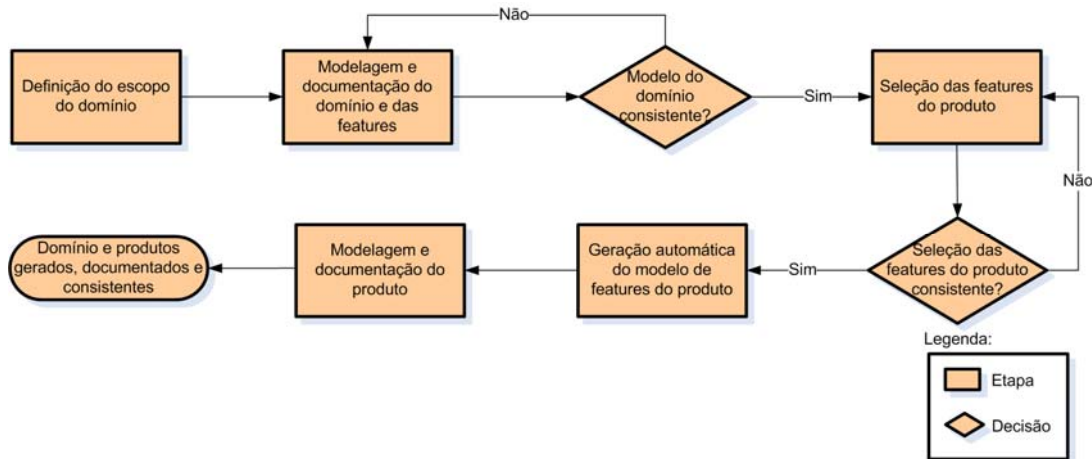 Não
Definição do escopo
do domínio
Modelagem e
documentação do
domínio e das
features
Modelo do
domínio
consistente?
Sim
Seleção das features
do produto
Não
Domínio e produtos
gerados, documentados e
consistentes
Modelagem e
documentação do
produto
Geração automática
do modelo de
features do produto
Sim
Seleção das
features do produto
consistente?
Legenda:
Etapa
Decisão